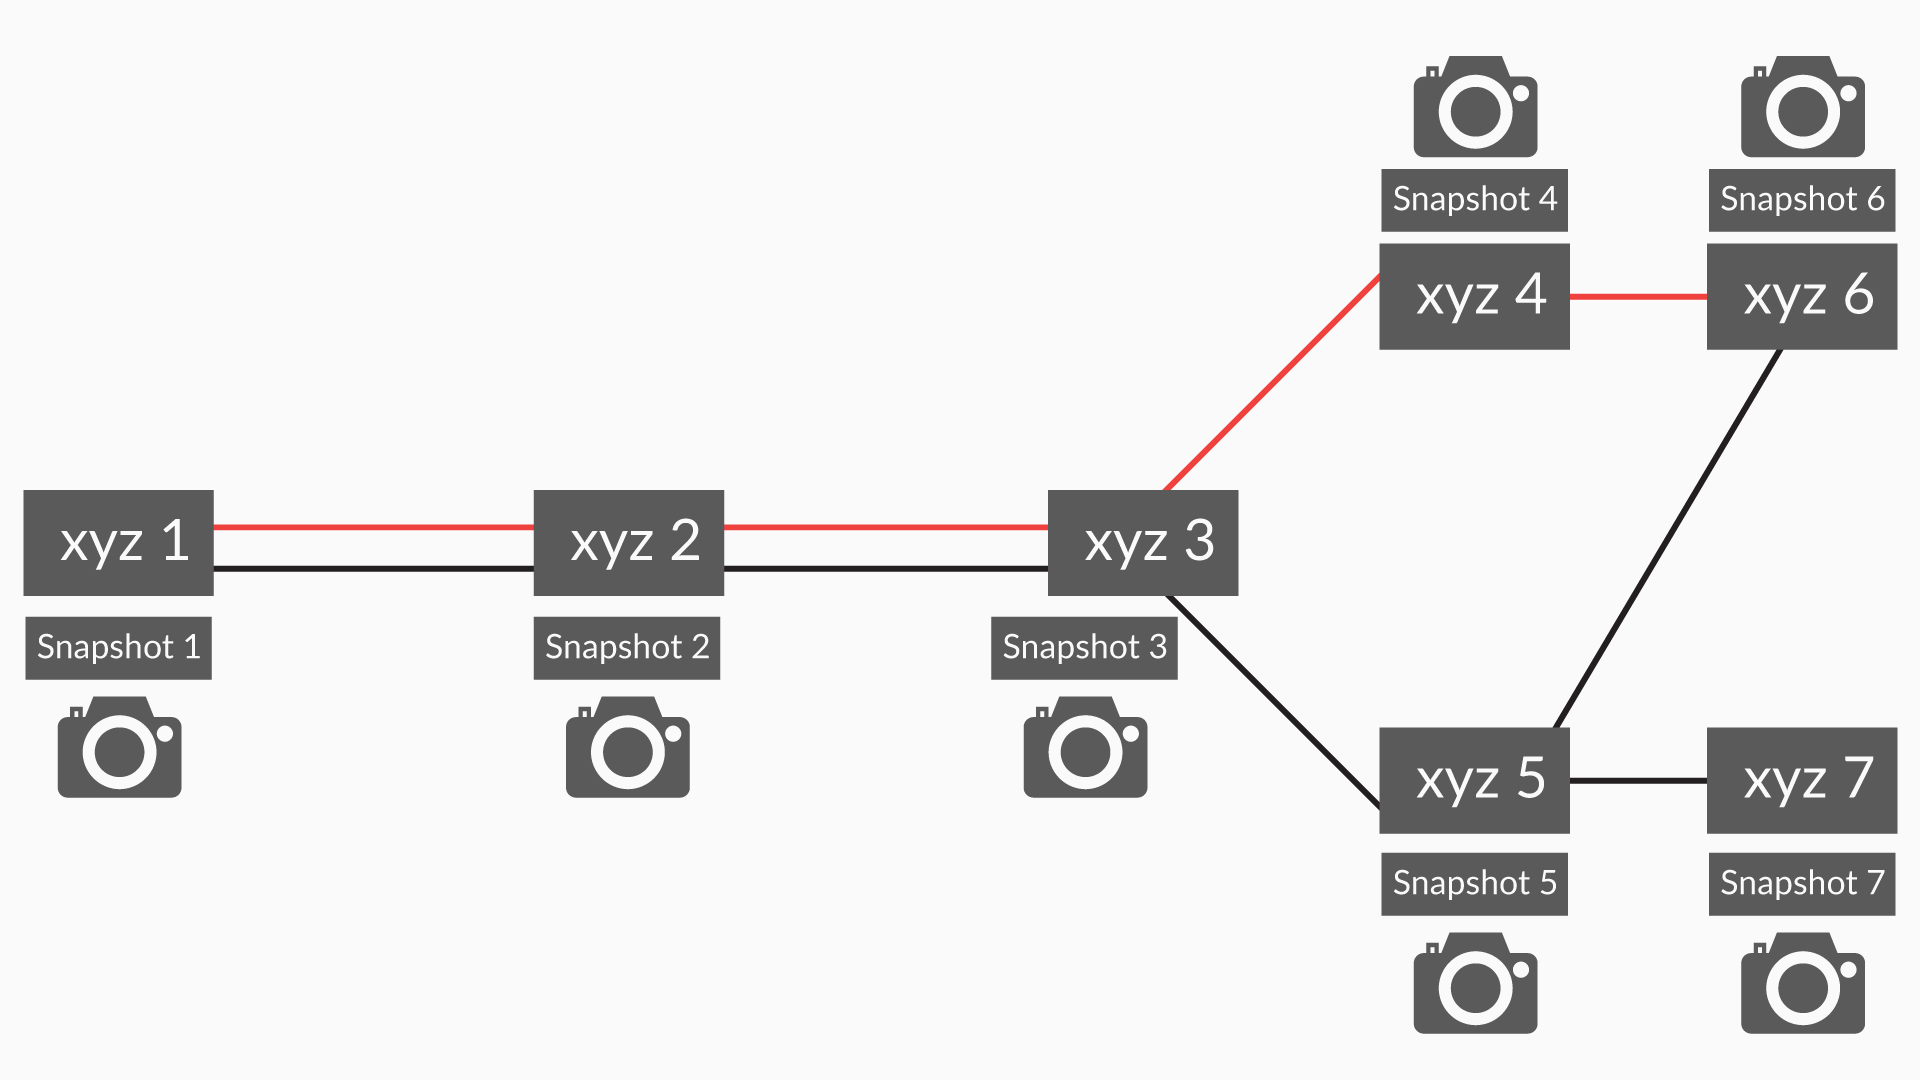 Snapshot 4
Snapshot 6
xyz 4
xyz 6
xyz 1
xyz 2
xyz 3
Snapshot 1
Snapshot 2
Snapshot 3
xyz 5
xyz 7
Snapshot 5
Snapshot 7